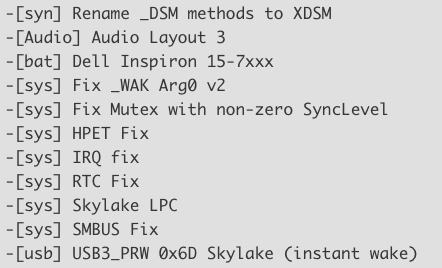 -[syn] Rename _DSM methods to XDSM
-[Audio] Audio Layout 3
-[bat] Dell Inspiron 15-7xxx
-[sys] Fix _WAK Arg0 v2
-[sys] Fix Mutex with non-zero SyncLevel
-[sys] HPET Fix
-[sys] IRQ fix
-[sys] RTC Fix
-[sys] Skylake LPC
-[sys] SMBUS Fix
-[usb] USB3_PRW 0x6D Skylake (instant wake)